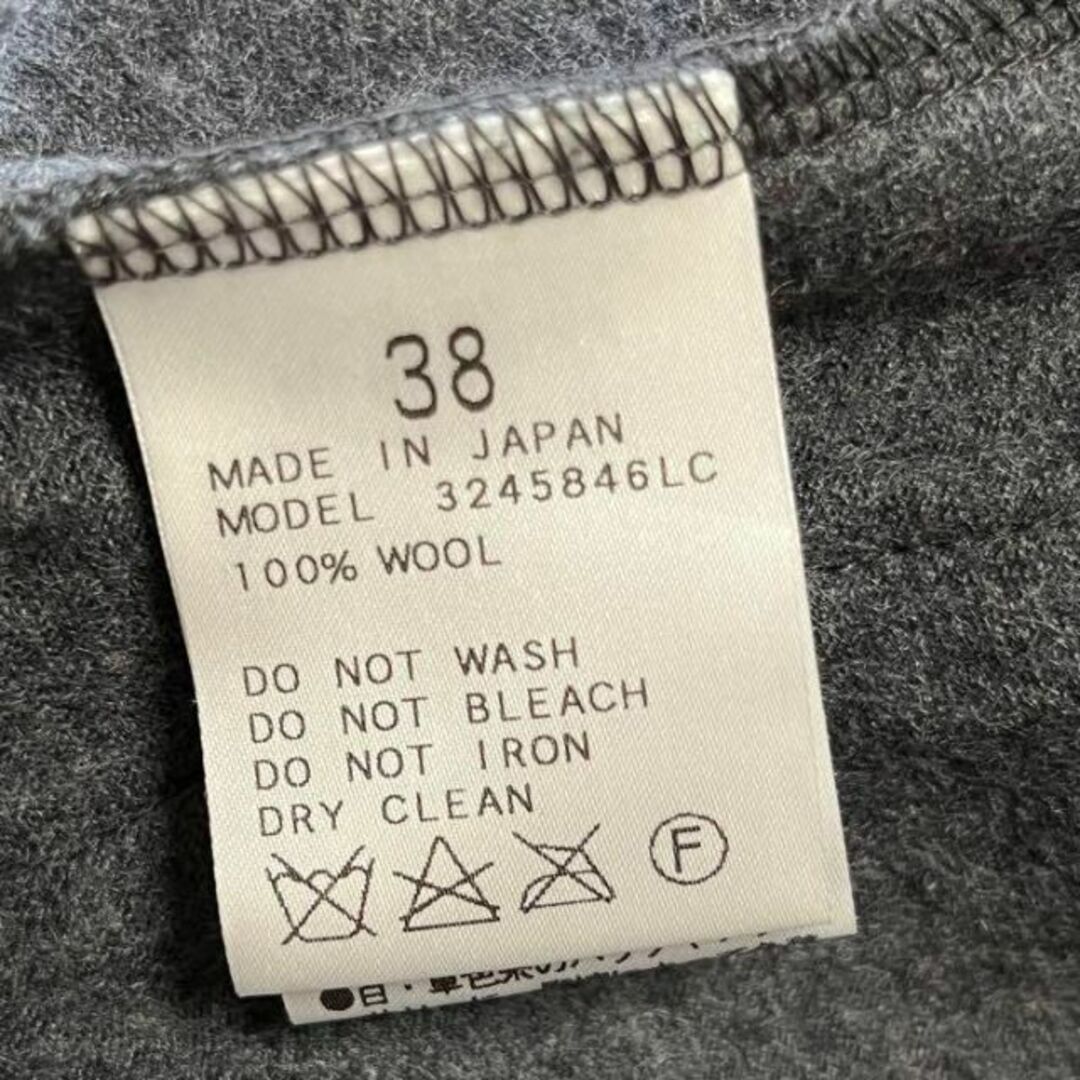 38
MADE IN JAPAN
MODEL 3245846LC
100% WOOL
DO NOT WASH
DO NOT BLEACH
DO NOT IRON
DRY CLEAN
F